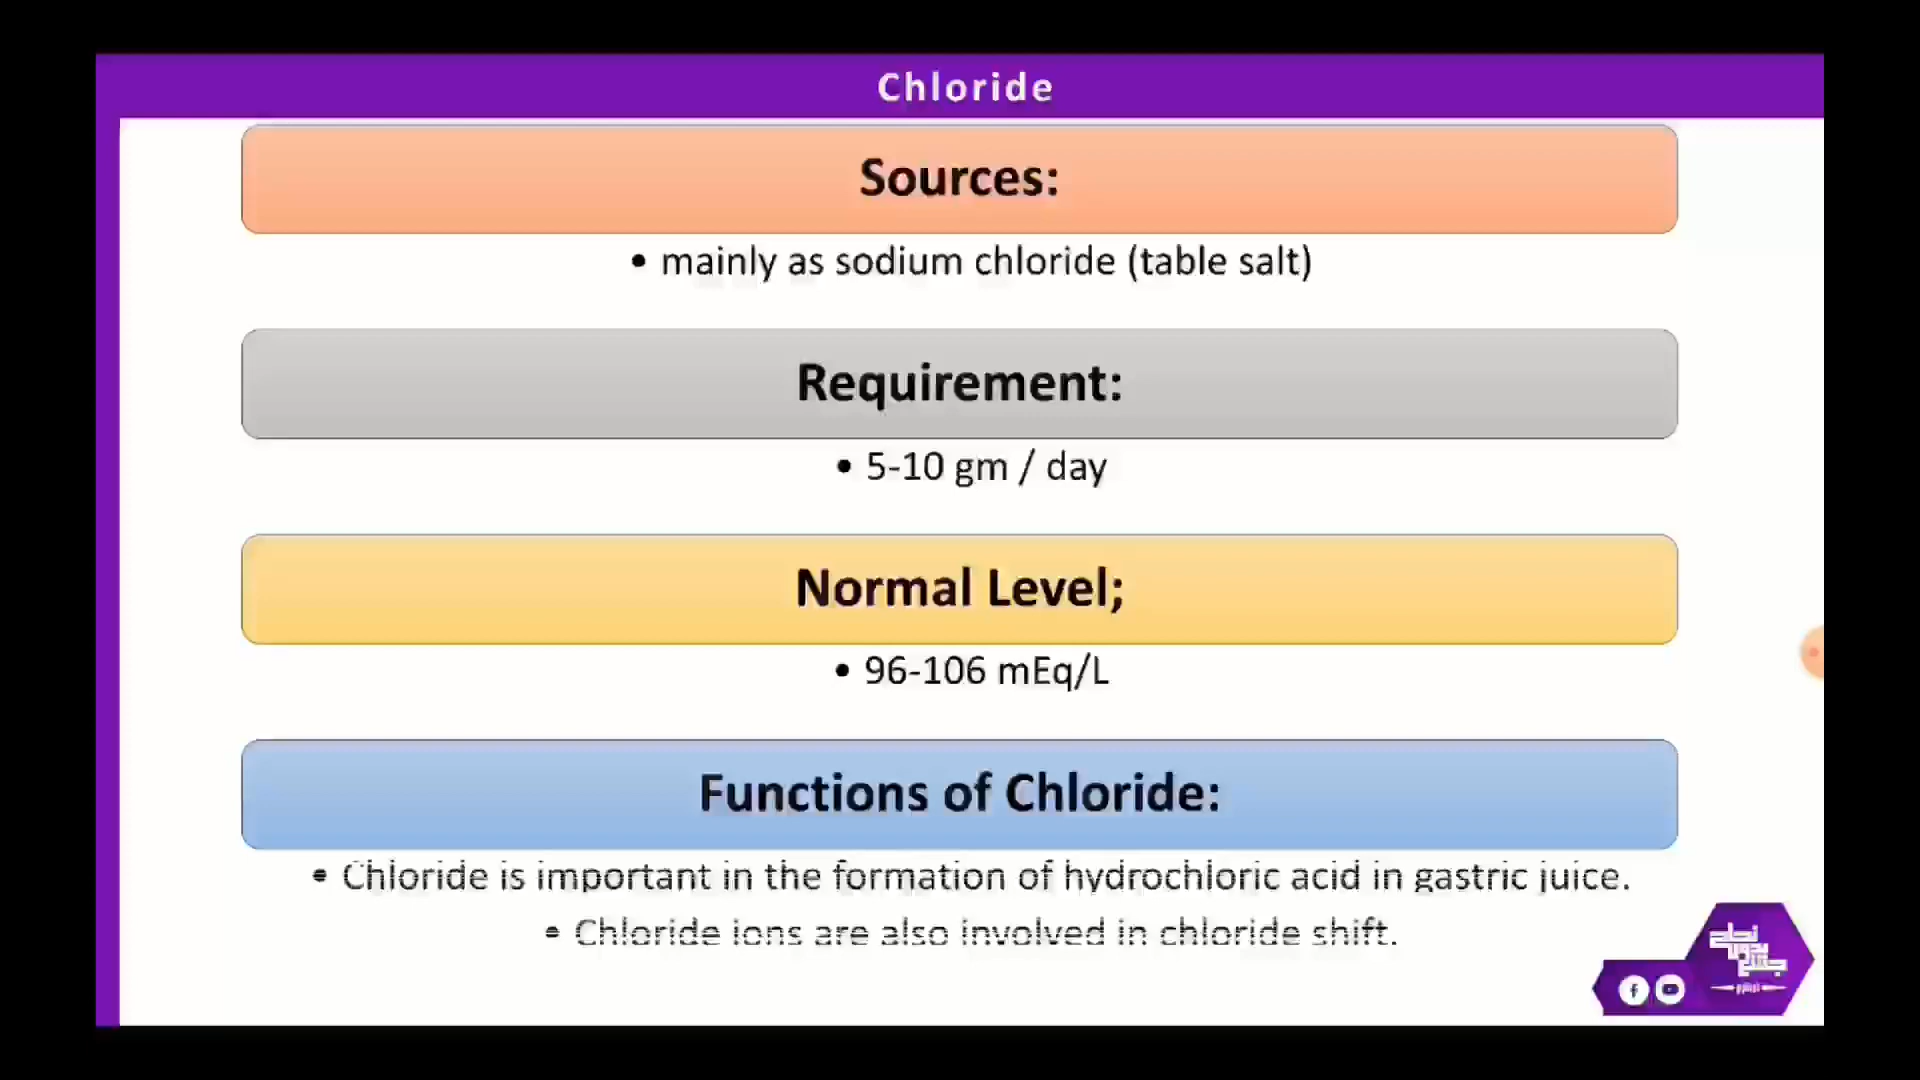 Chloride
Sources:
• mainly as sodium chloride (table salt)
Requirement:
• 5-10 gm / day
Normal Level;
• 96-106 mEq/L
Functions of Chloride:
• Chloride is important in the formation of hydrochloric acid in gastric juice.
• Chloride ions are also involved in chloride shift.